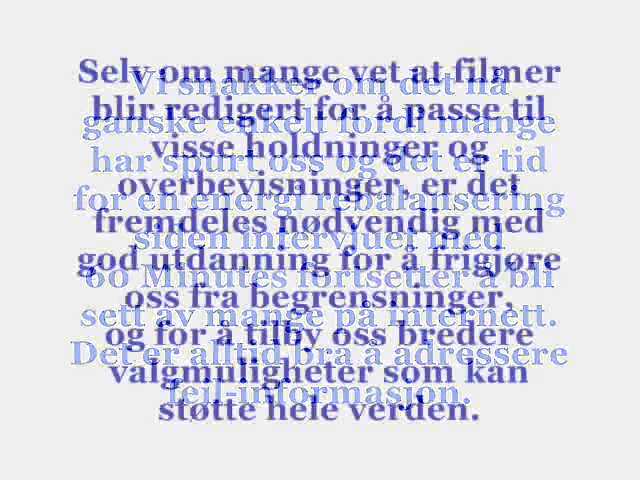 Selv om mange vet at filmer
blir redigert for å passe til
visse holdninger og
overbevisninger, er det
fremdeles nødvendig med
god utdanning for å frigjøre
oss fra begrensninger,
og for å tilby oss bredere
valgmuligheter som kan
støtte hele verden.
Vi snakker om det nå
ganske enkelt fordi mange
har spurt oss og det er tid
for en energi rebalansering
siden intervjuet med
60 Minutes fortsetter å bli
sett av mange på internett.
Det er alltid bra å adressere
feil-informasjon.